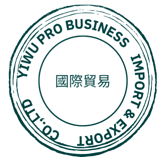 YIWU PRO BUSINESS IMPORT & EXPORT CO.,LTD
國際貿易